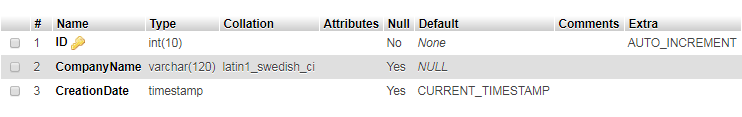 # Name Type Collation Attributes Null Default Comments Extra
1 ID int(10) No None AUTO_INCREMENT
2 CompanyName varchar(120) latin1_swedish_ci Yes NULL
3 CreationDate timestamp Yes CURRENT_TIMESTAMP